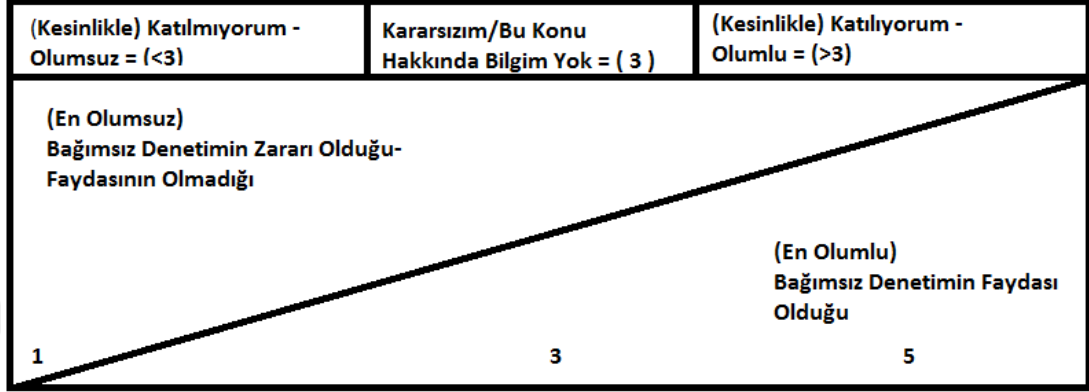 (Kesinlikle) Katılmıyorum -
Olumsuz = (<3)
Kararsızım/Bu Konu
Hakkında Bilgim Yok = ( 3 )
(Kesinlikle) Katılıyorum -
Olumlu = (>3)
(En Olumsuz)
Bağımsız Denetimin Zararı Olduğu-
Faydasının Olmadığı
(En Olumlu)
Bağımsız Denetimin Faydası
Olduğu
1
3
5